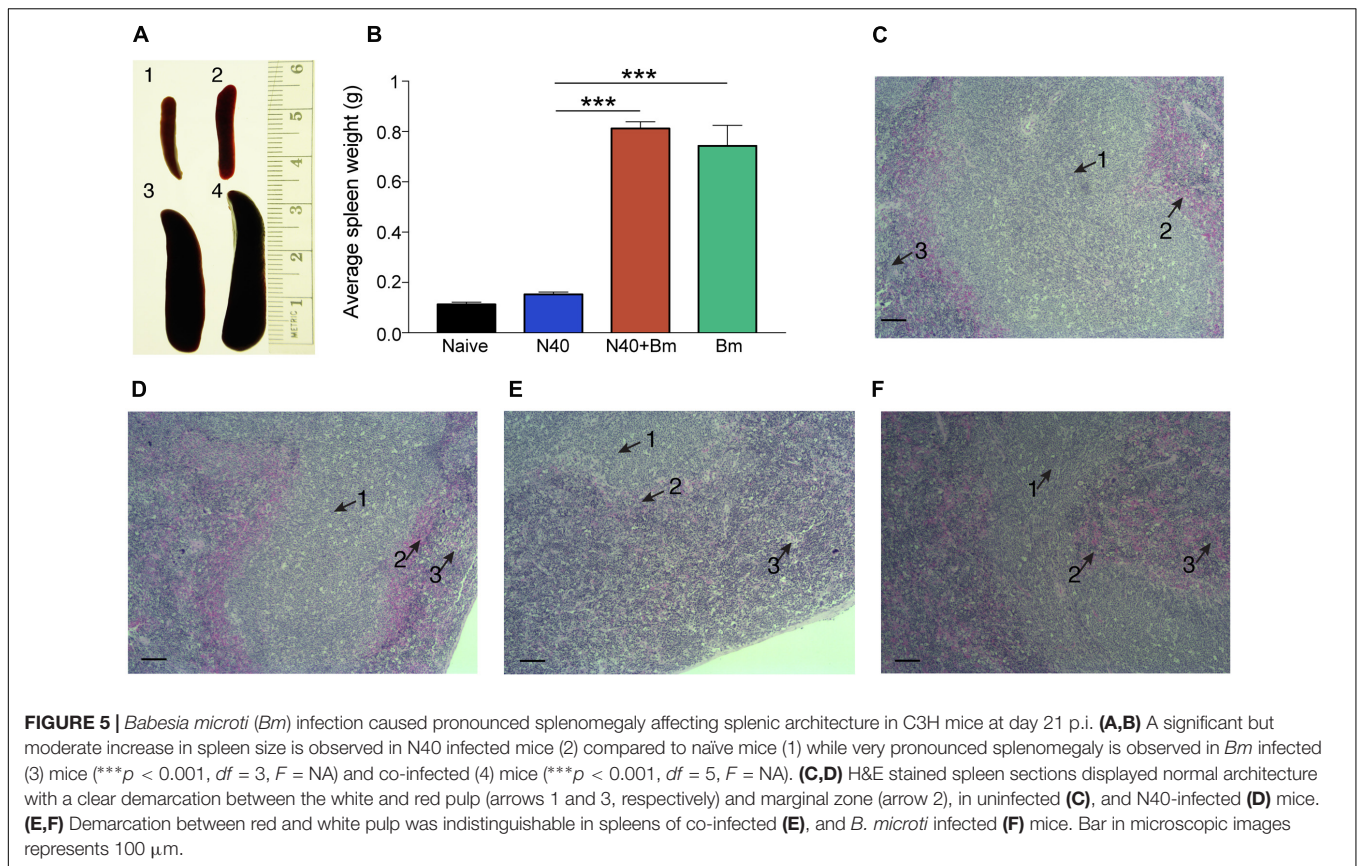 A
B
C
1
2
3
4
6
5
4
3
2
1
METRIC
Average spleen weight (g)
1
0.8
0.6
0.4
0.2
0.0
***
***
Naive N40 N40+Bm Bm
1
2
3
D
E
F
1
2
3
1
2
3
1
2
3
FIGURE 5 | Babesia microti (Bm) infection caused pronounced splenomegaly affecting splenic architecture in C3H mice at day 21 p.i. (A,B) A significant but
moderate increase in spleen size is observed in N40 infected mice (2) compared to naïve mice (1) while very pronounced splenomegaly is observed in Bm infected
(3) mice (***p < 0.001, df = 3, F = NA) and co-infected (4) mice (***p < 0.001, df = 5, F = NA). (C,D) H&E stained spleen sections displayed normal architecture
with a clear demarcation between the white and red pulp (arrows 1 and 3, respectively) and marginal zone (arrow 2), in uninfected (C), and N40-infected (D) mice.
(E,F) Demarcation between red and white pulp was indistinguishable in spleens of co-infected (E), and B. microti infected (F) mice. Bar in microscopic images
represents 100 μm.